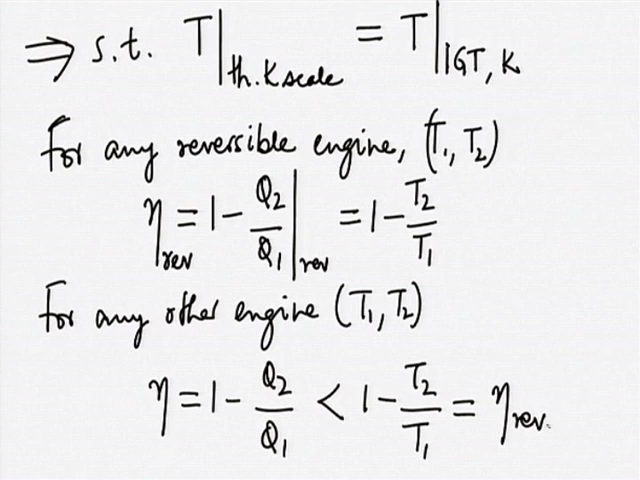 ⇒ s.t. T|th. K scale = T|IGT, K
For any reversible engine, (T₁, T₂)
η|rev = 1 - Q₂/Q₁|rev = 1 - T₂/T₁
For any other engine (T₁, T₂)
η = 1 - Q₂/Q₁ < 1 - T₂/T₁ = ηrev.